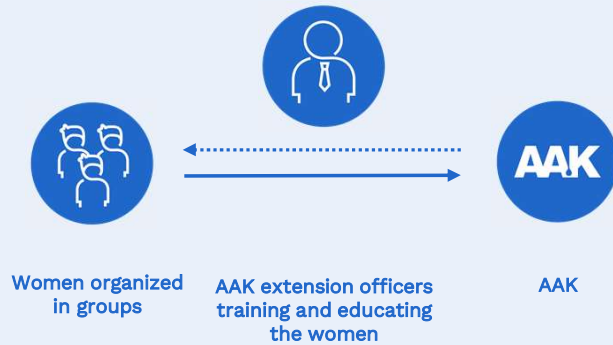 AAK
Women organized
in groups
AAK extension officers
training and educating
the women
AAK